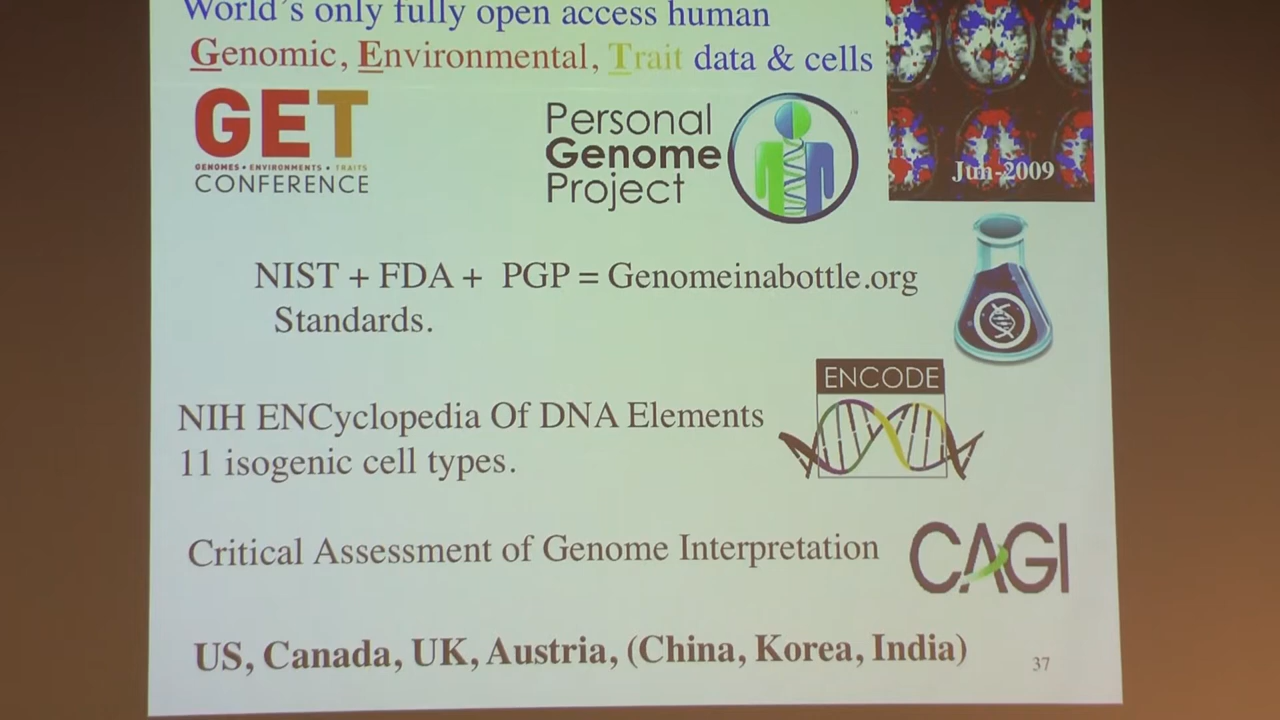 World's only fully open access human
Genomic, Environmental, Trait data & cells
GET
GENOMES • ENVIRONMENTS • TRAITS
CONFERENCE
Personal
Genome
Project
Jun-2009
NIST + FDA + PGP = Genomeinabottle.org
Standards.
ENCODE
NIH ENCyclopedia Of DNA Elements
11 isogenic cell types.
Critical Assessment of Genome Interpretation
CAGI
US, Canada, UK, Austria, (China, Korea, India)
37